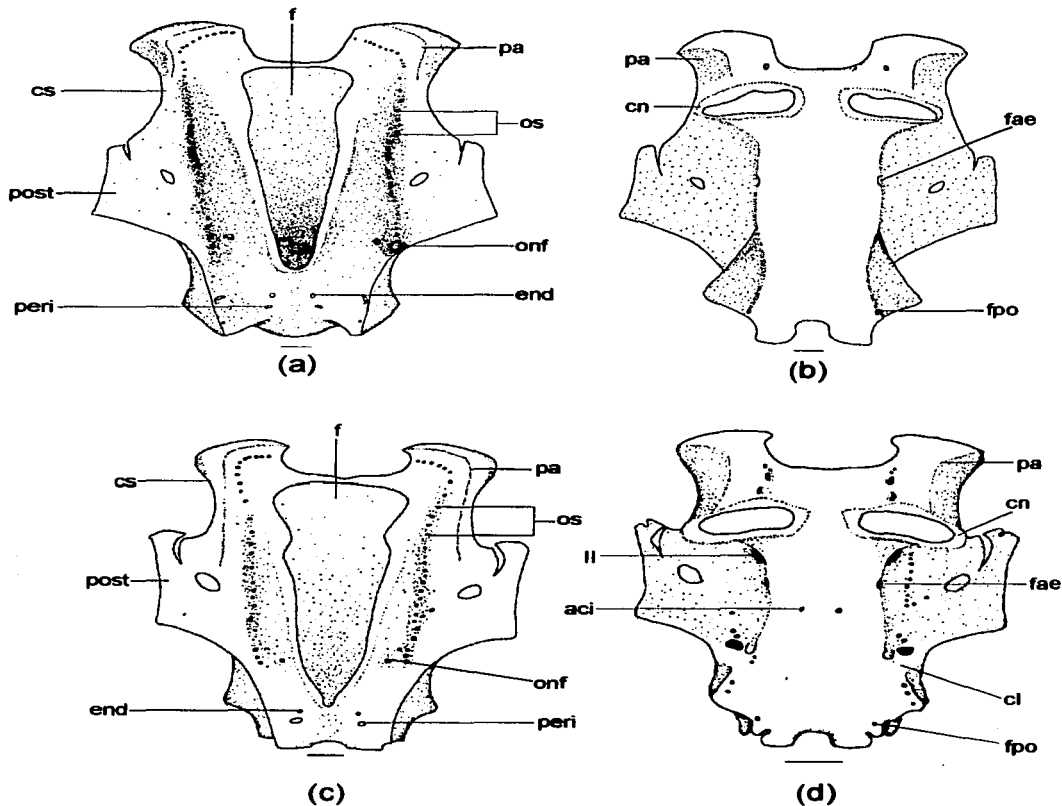 f
pa
cs
os
post
onf
peri
end
(a)
pa
cn
fae
fpo
(b)
f
cs
pa
os
post
onf
end
peri
(c)
pa
cn
ll
fae
aci
cl
fpo
(d)